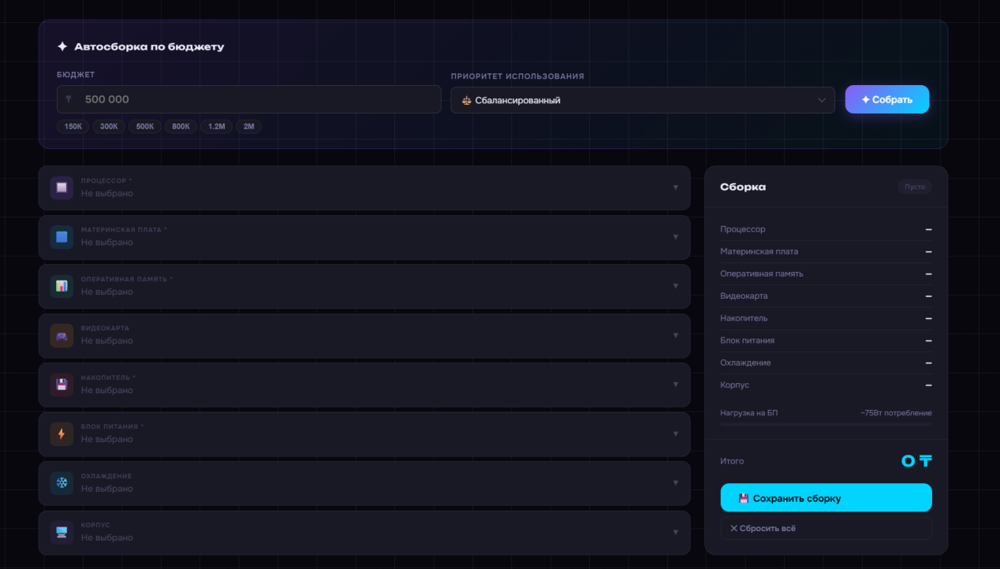 ✦ Автосборка по бюджету
БЮДЖЕТ
₸ 500 000
150K 300K 500K 800K 1.2M 2M
ПРИОРИТЕТ ИСПОЛЬЗОВАНИЯ
⚖️ Сбалансированный
✦ Собрать
ПРОЦЕССОР *
Не выбрано
МАТЕРИНСКАЯ ПЛАТА *
Не выбрано
ОПЕРАТИВНАЯ ПАМЯТЬ *
Не выбрано
ВИДЕОКАРТА
Не выбрано
НАКОПИТЕЛЬ *
Не выбрано
БЛОК ПИТАНИЯ *
Не выбрано
ОХЛАЖДЕНИЕ
Не выбрано
КОРПУС
Не выбрано
Сборка Пусто
Процессор —
Материнская плата —
Оперативная память —
Видеокарта —
Накопитель —
Блок питания —
Охлаждение —
Корпус —
Нагрузка на БП ~75Вт потребление
Итого 0 ₸
💾 Сохранить сборку
✕ Сбросить всё